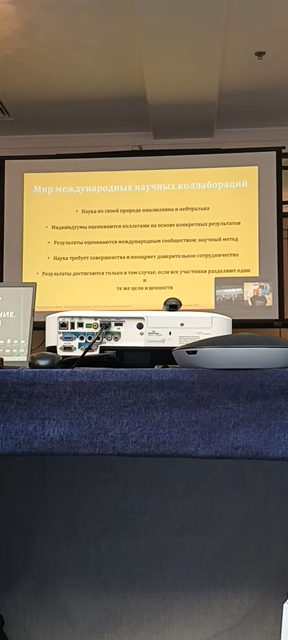 Мир международных научных коллабораций
• Наука по своей природе инклюзивна и нейтральна
• Индивидуумы оцениваются коллегами на основе конкретных результатов
• Результаты оцениваются международным сообществом; научный метод
• Наука требует совершенства и поощряет доверительное сотрудничество
• Результаты достигаются только в том случае, если все участники разделяют одни
и
те же цели и ценности
НИЕ.